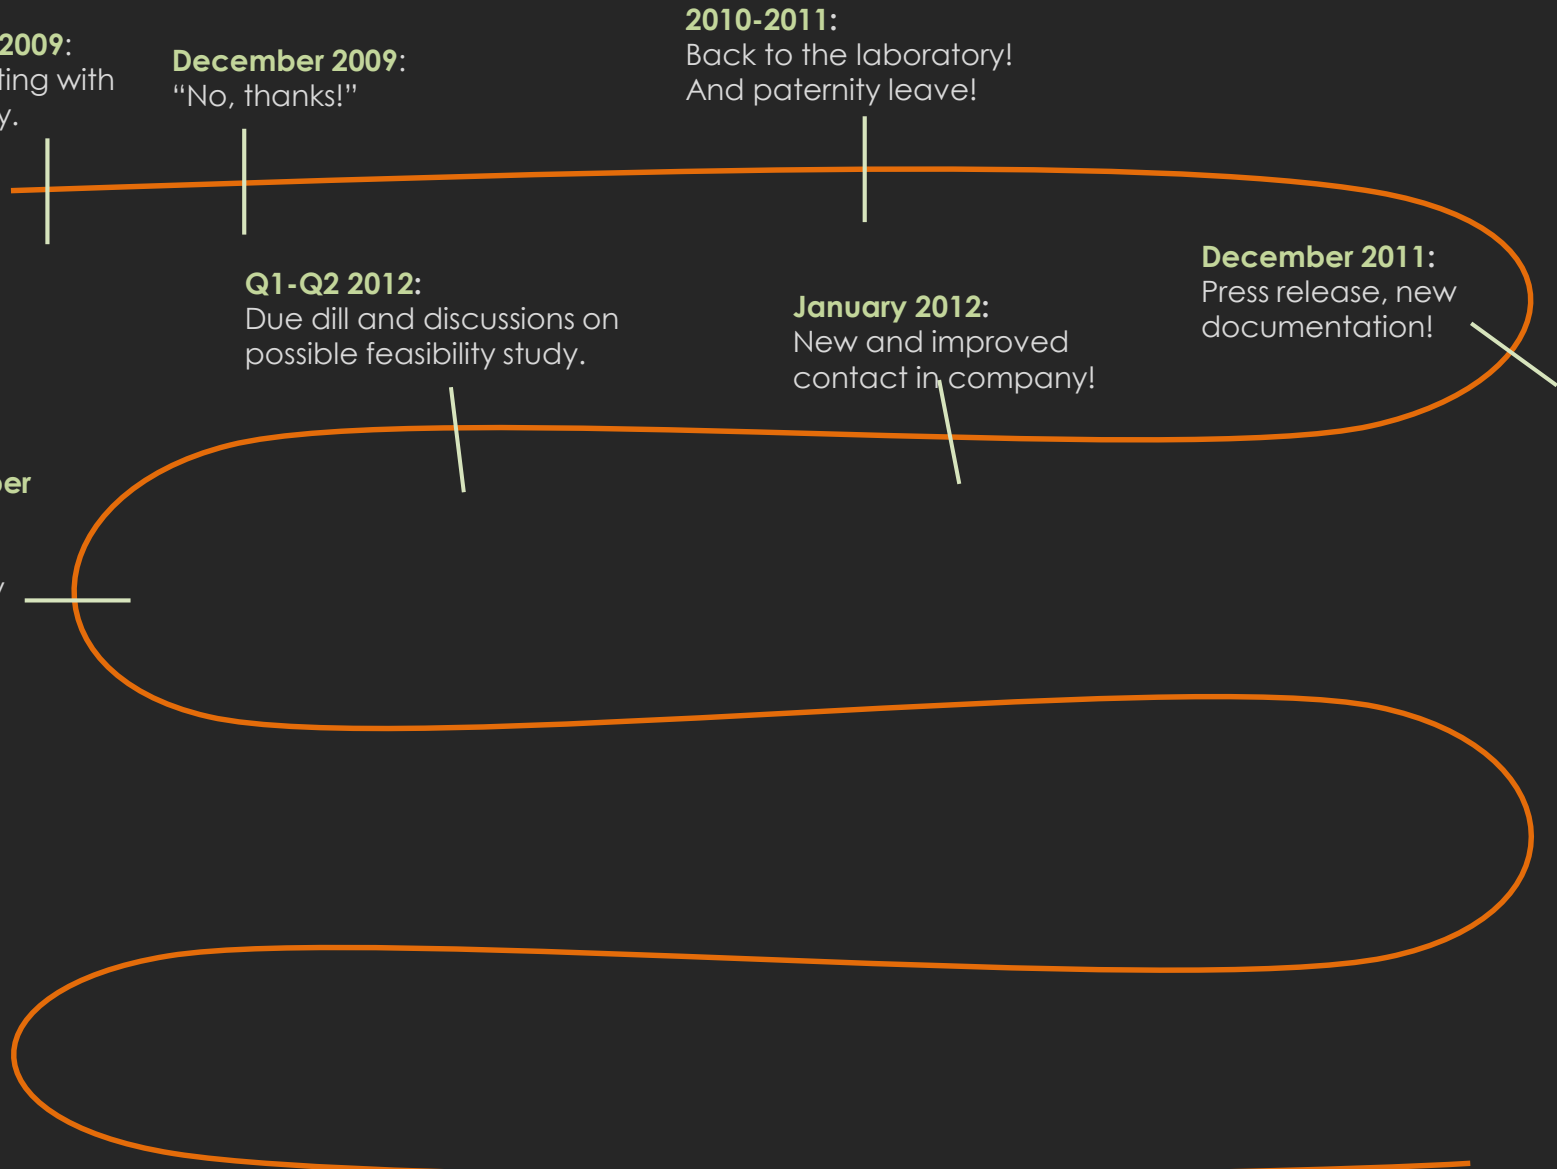 2009:
ting with
y.
December 2009:
“No, thanks!”
2010-2011:
Back to the laboratory!
And paternity leave!
December 2011:
Press release, new
documentation!
January 2012:
New and improved
contact in company!
Q1-Q2 2012:
Due dill and discussions on
possible feasibility study.
ber
y